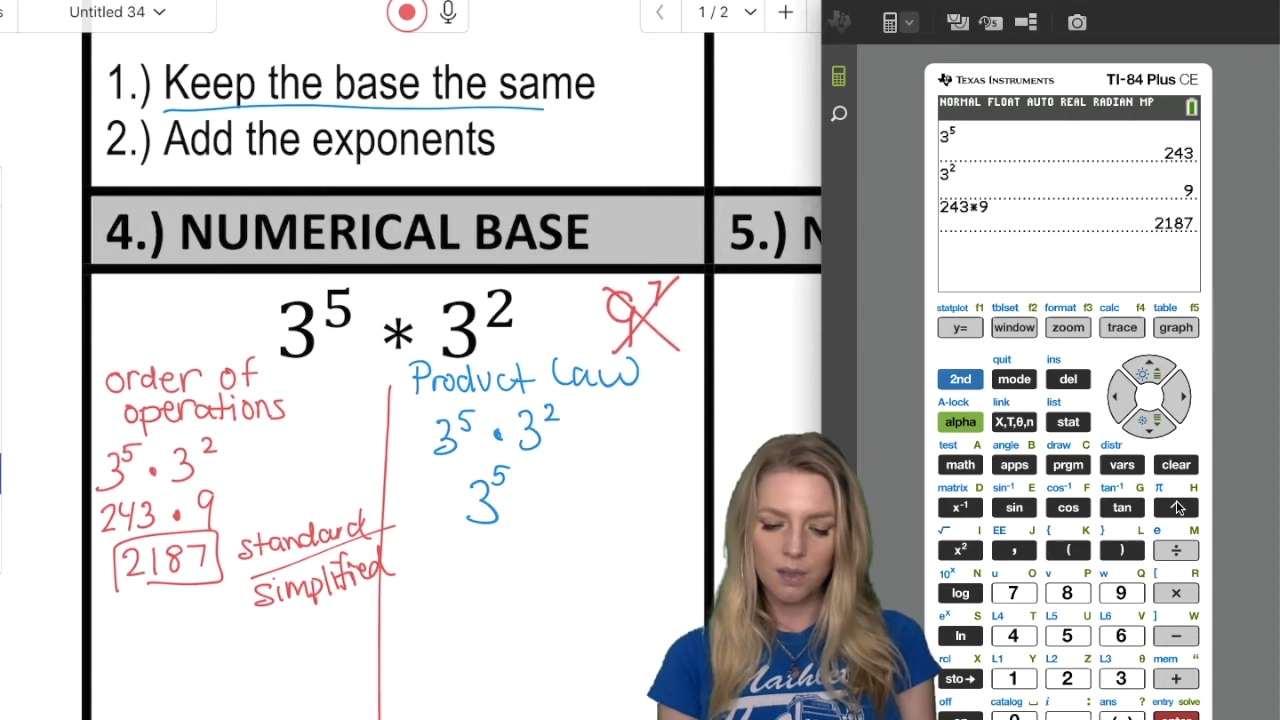 Untitled 34
1 / 2
1.) Keep the base the same
2.) Add the exponents
4.) NUMERICAL BASE
5.) N
3⁵ * 3²
9⁷
order of
operations
3⁵ · 3²
243 · 9
2187
standard
simplified
Product Law
3⁵ · 3²
3⁵
TEXAS INSTRUMENTS TI-84 Plus CE
NORMAL FLOAT AUTO REAL RADIAN MP
3⁵
243
3²
9
243*9
2187
statplot f1 tblset f2 format f3 calc f4 table f5
y= window zoom trace graph
quit ins
2nd mode del
A-lock link list
alpha X,T,θ,n stat
test A angle B draw C distr
math apps prgm vars clear
matrix D sin⁻¹ E cos⁻¹ F tan⁻¹ G π H
x⁻¹ sin cos tan ^
√ I EE J { K } L e M
x² , ( ) ÷
10ˣ N u O v P w Q [ R
log 7 8 9 ×
eˣ S L4 T L5 U L6 V ] W
ln 4 5 6 −
rcl X L1 Y L2 Z L3 θ mem "
sto→ 1 2 3 +
off catalog i : ans ? entry solve